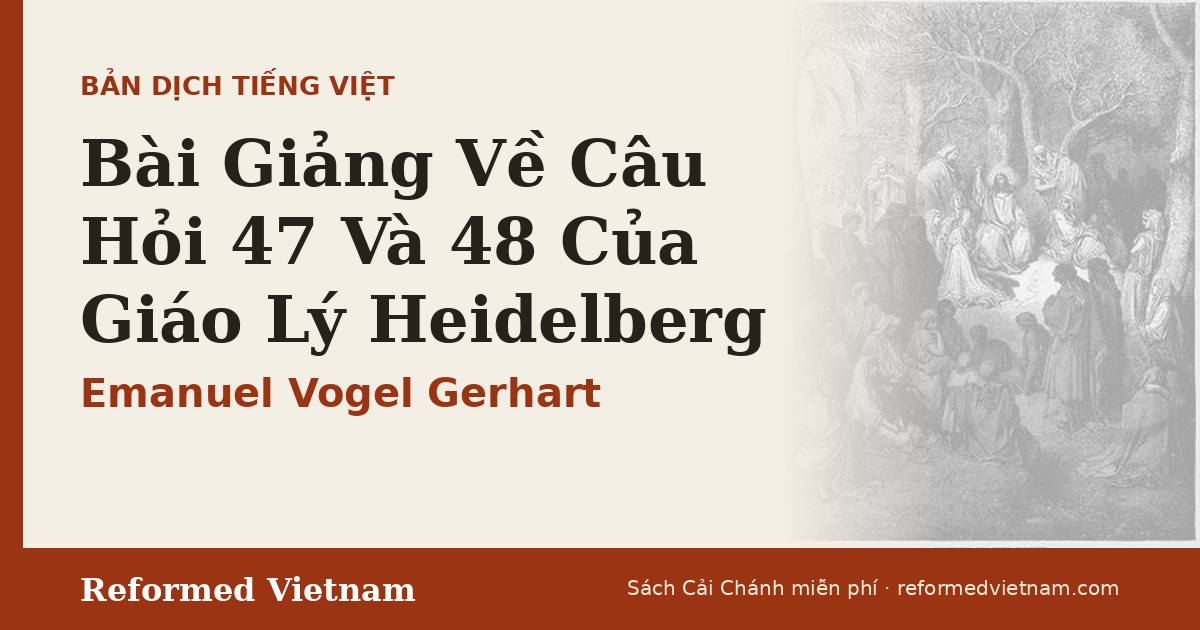 BẢN DỊCH TIẾNG VIỆT
Bài Giảng Về Câu
Hỏi 47 Và 48 Của
Giáo Lý Heidelberg
Emanuel Vogel Gerhart
Reformed Vietnam
Sách Cải Chánh miễn phí · reformedvietnam.com